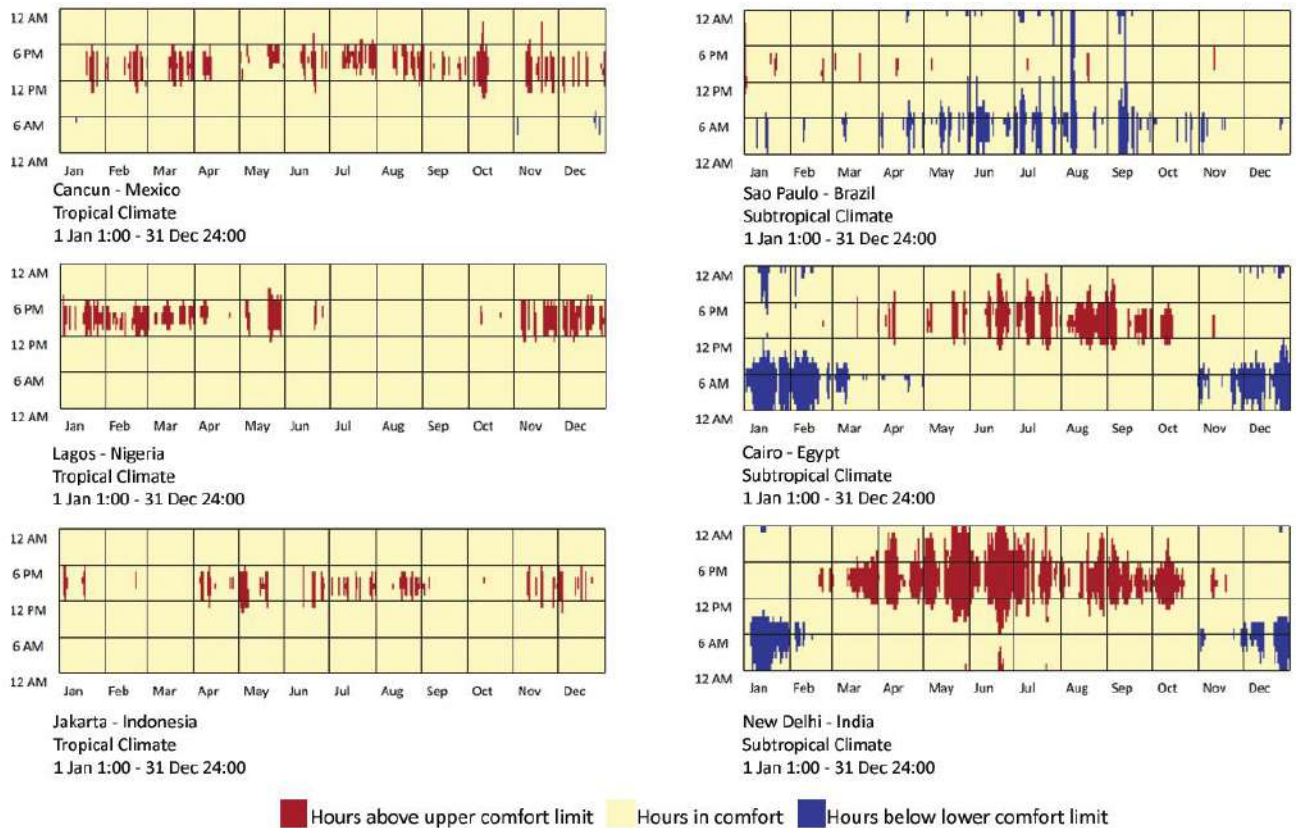 12 AM
6 PM
12 PM
6 AM
12 AM
Jan Feb Mar Apr May Jun Jul Aug Sep Oct Nov Dec
Cancun - Mexico
Tropical Climate
1 Jan 1:00 - 31 Dec 24:00
12 AM
6 PM
12 PM
6 AM
12 AM
Jan Feb Mar Apr May Jun Jul Aug Sep Oct Nov Dec
Sao Paulo - Brazil
Subtropical Climate
1 Jan 1:00 - 31 Dec 24:00
12 AM
6 PM
12 PM
6 AM
12 AM
Jan Feb Mar Apr May Jun Jul Aug Sep Oct Nov Dec
Lagos - Nigeria
Tropical Climate
1 Jan 1:00 - 31 Dec 24:00
12 AM
6 PM
12 PM
6 AM
12 AM
Jan Feb Mar Apr May Jun Jul Aug Sep Oct Nov Dec
Cairo - Egypt
Subtropical Climate
1 Jan 1:00 - 31 Dec 24:00
12 AM
6 PM
12 PM
6 AM
12 AM
Jan Feb Mar Apr May Jun Jul Aug Sep Oct Nov Dec
Jakarta - Indonesia
Tropical Climate
1 Jan 1:00 - 31 Dec 24:00
12 AM
6 PM
12 PM
6 AM
12 AM
Jan Feb Mar Apr May Jun Jul Aug Sep Oct Nov Dec
New Delhi - India
Subtropical Climate
1 Jan 1:00 - 31 Dec 24:00
Hours above upper comfort limit Hours in comfort Hours below lower comfort limit